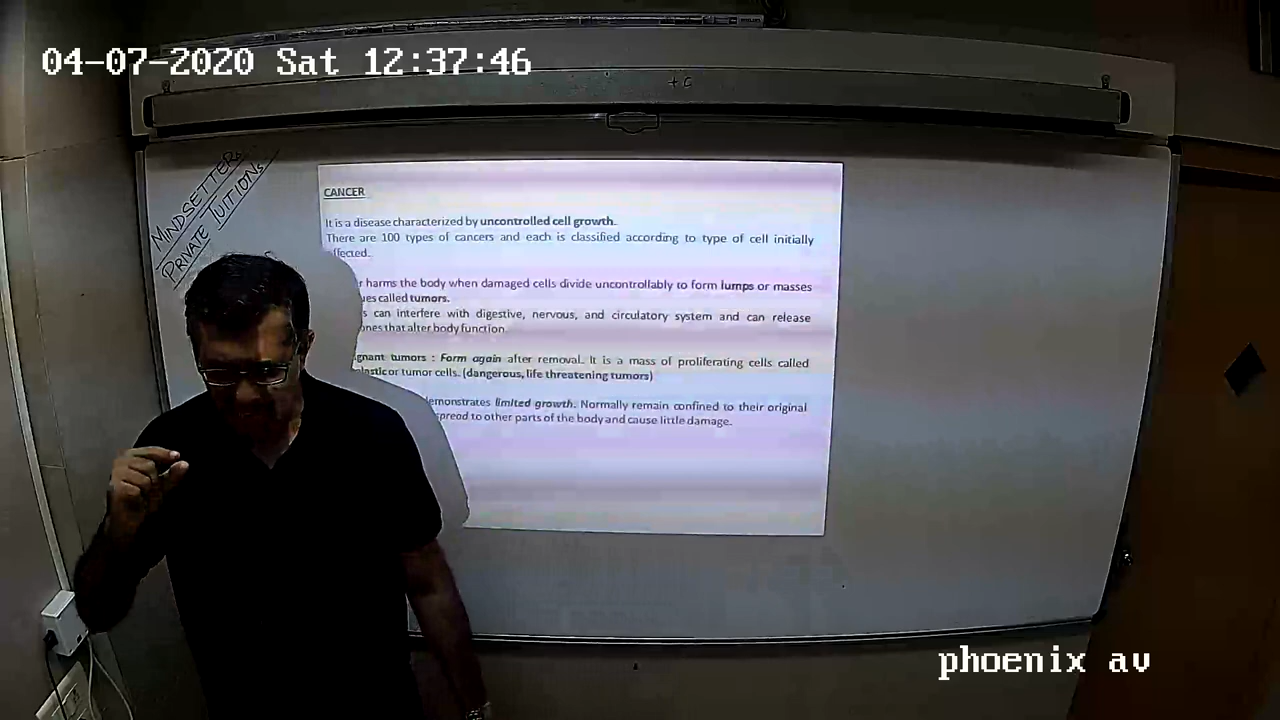 04-07-2020 Sat 12:37:46
+C
MINDSETTERS
PRIVATE TUITIONs
CANCER
It is a disease characterized by uncontrolled cell growth.
There are 100 types of cancers and each is classified according to type of cell initially
affected.
harms the body when damaged cells divide uncontrollably to form lumps or masses
called tumors.
can interfere with digestive, nervous, and circulatory system and can release
that alter body function.
tumors : Form again after removal. It is a mass of proliferating cells called
or tumor cells. (dangerous, life threatening tumors)
demonstrates limited growth. Normally remain confined to their original
spread to other parts of the body and cause little damage.
phoenix av